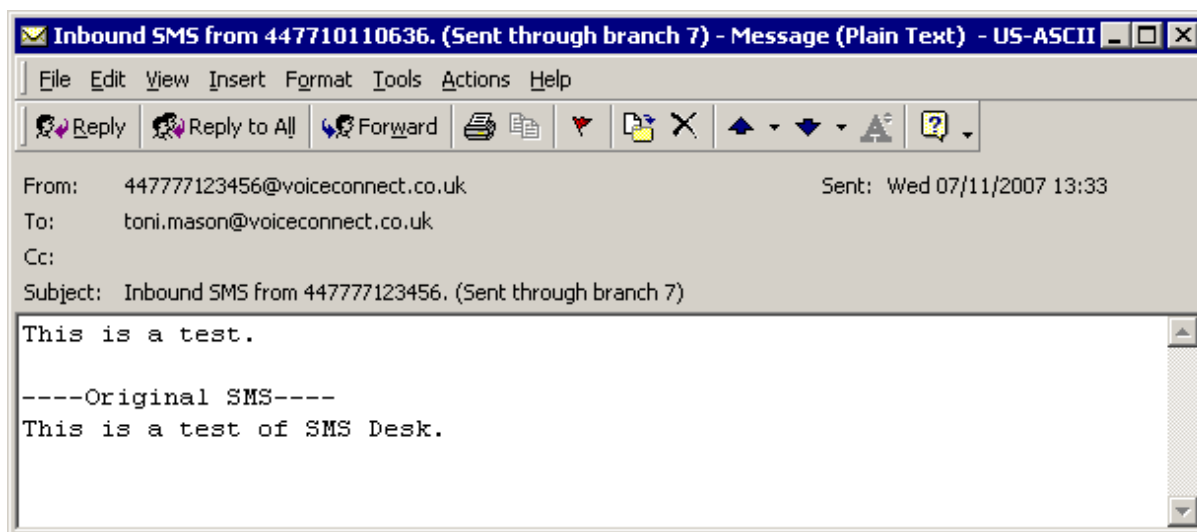 Inbound SMS from 447710110636. (Sent through branch 7) - Message (Plain Text) - US-ASCII
File Edit View Insert Format Tools Actions Help
Reply Reply to All Forward
From: 447777123456@voiceconnect.co.uk Sent: Wed 07/11/2007 13:33
To: toni.mason@voiceconnect.co.uk
Cc:
Subject: Inbound SMS from 447777123456. (Sent through branch 7)
This is a test.
----Original SMS----
This is a test of SMS Desk.